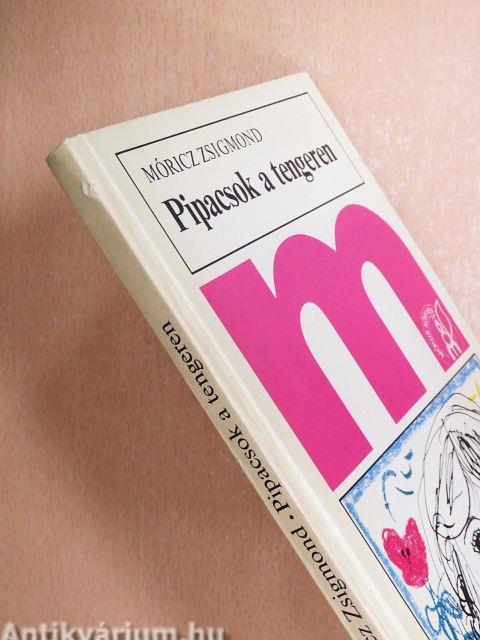 MÓRICZ ZSIGMOND
Pipacsok a tengeren
m
z Zsigmond • Pipacsok a tengeren
Antikvárium.hu